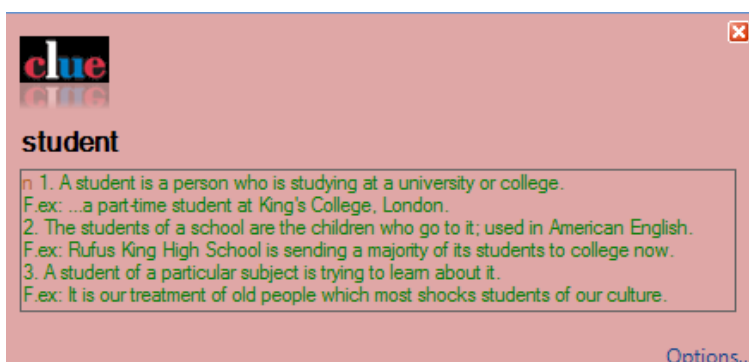 clue
student
n 1. A student is a person who is studying at a university or college.
F.ex: ...a part-time student at King's College, London.
2. The students of a school are the children who go to it; used in American English.
F.ex: Rufus King High School is sending a majority of its students to college now.
3. A student of a particular subject is trying to learn about it.
F.ex: It is our treatment of old people which most shocks students of our culture.
Options...